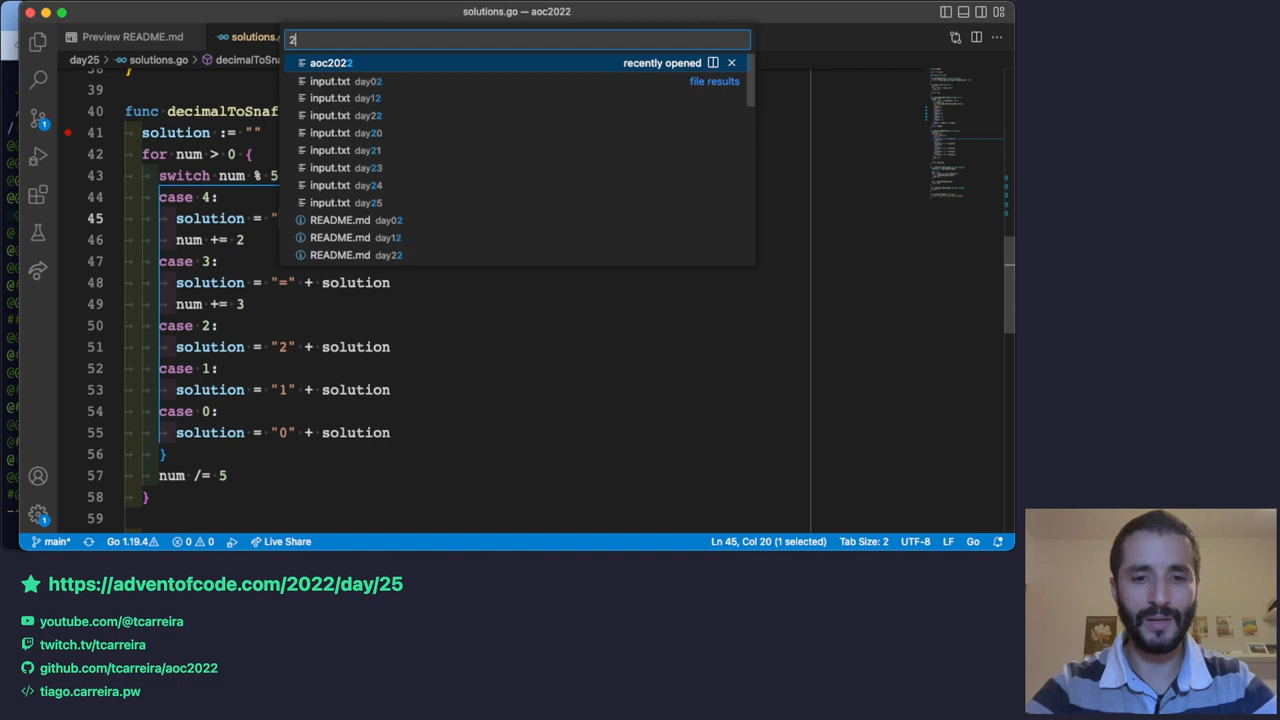 solutions.go — aoc2022
Preview README.md
solutions.g
2
day25 > solutions.go > decimalToSna
aoc2022 recently opened
input.txt day02 file results
input.txt day12
input.txt day22
input.txt day20
input.txt day21
input.txt day23
input.txt day24
input.txt day25
README.md day02
README.md day12
README.md day22
38 }
39
40 func decimalToSnaf
41 solution := ""
42 for num > 0 {
43 switch num % 5
44 case 4:
45 solution = "
46 num += 2
47 case 3:
48 solution = "=" + solution
49 num += 3
50 case 2:
51 solution = "2" + solution
52 case 1:
53 solution = "1" + solution
54 case 0:
55 solution = "0" + solution
56 }
57 num /= 5
58 }
59
1
1
main* Go 1.19.4 0 0 Live Share Ln 45, Col 20 (1 selected) Tab Size: 2 UTF-8 LF Go
https://adventofcode.com/2022/day/25
youtube.com/@tcarreira
twitch.tv/tcarreira
github.com/tcarreira/aoc2022
tiago.carreira.pw